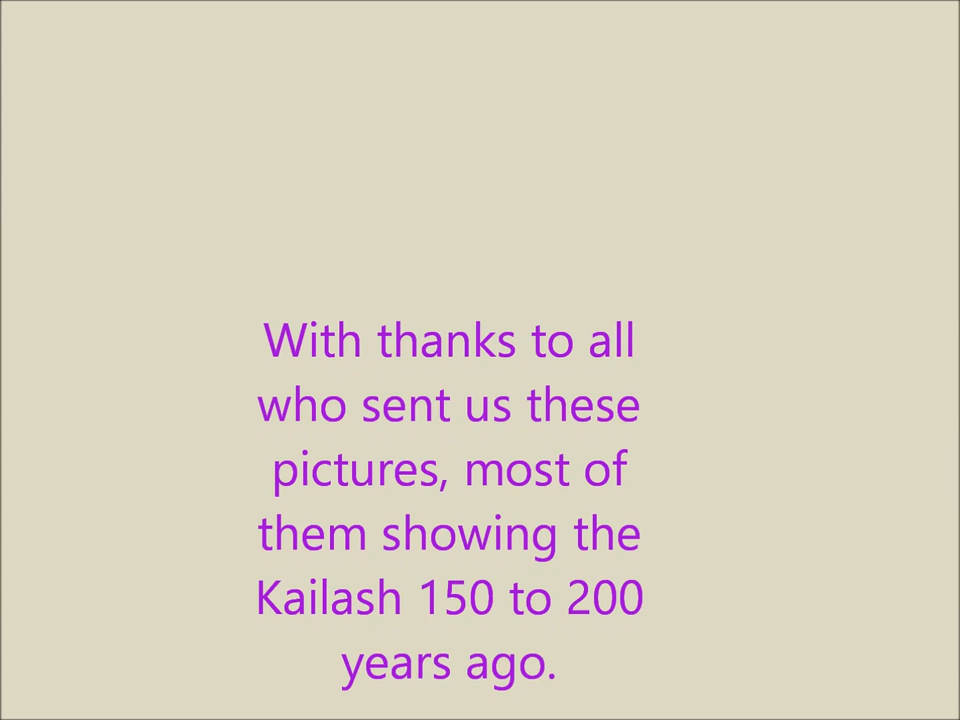 With thanks to all
who sent us these
pictures, most of
them showing the
Kailash 150 to 200
years ago.